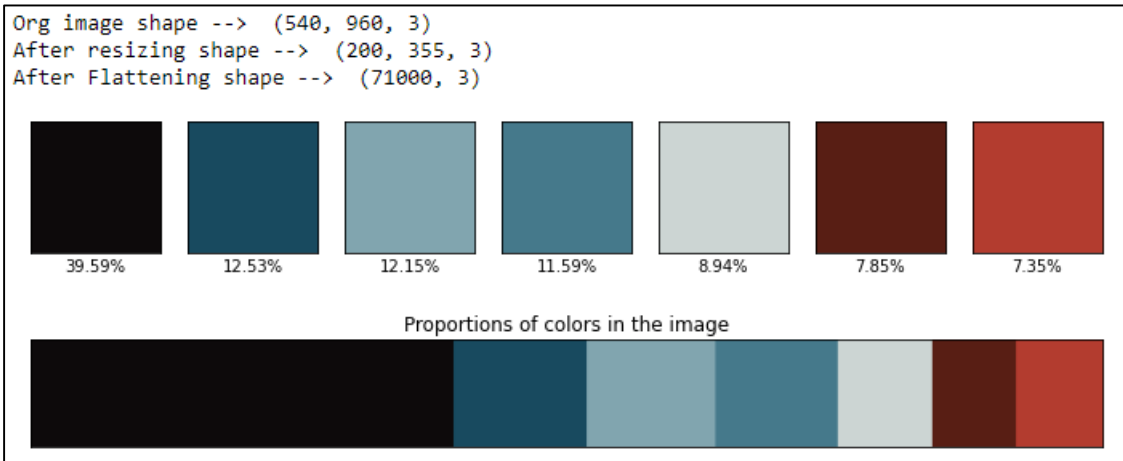 Org image shape -->  (540, 960, 3)
After resizing shape -->  (200, 355, 3)
After Flattening shape -->  (71000, 3)
39.59% 12.53% 12.15% 11.59% 8.94% 7.85% 7.35%
Proportions of colors in the image